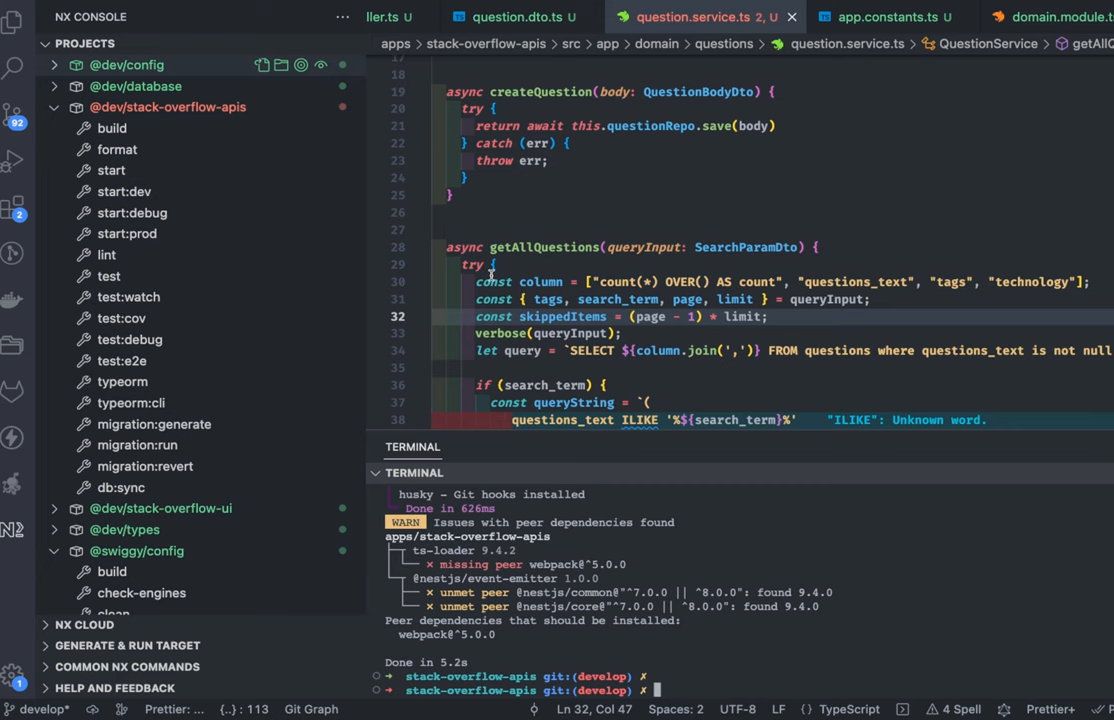 NX CONSOLE
...
PROJECTS
@dev/config
@dev/database
@dev/stack-overflow-apis
build
format
start
start:dev
start:debug
start:prod
lint
test
test:watch
test:cov
test:debug
test:e2e
typeorm
typeorm:cli
migration:generate
migration:run
migration:revert
db:sync
@dev/stack-overflow-ui
@dev/types
@swiggy/config
build
check-engines
clean
NX CLOUD
GENERATE & RUN TARGET
COMMON NX COMMANDS
HELP AND FEEDBACK
92
2
1
ller.ts U question.dto.ts U question.service.ts 2, U app.constants.ts U domain.module.ts
apps > stack-overflow-apis > src > app > domain > questions > question.service.ts > QuestionService > getAllQ
17
18
19 async createQuestion(body: QuestionBodyDto) {
20 try {
21 return await this.questionRepo.save(body)
22 } catch (err) {
23 throw err;
24 }
25 }
26
27
28 async getAllQuestions(queryInput: SearchParamDto) {
29 try {
30 const column = ["count(*) OVER() AS count", "questions_text", "tags", "technology"];
31 const { tags, search_term, page, limit } = queryInput;
32 const skippedItems = (page - 1) * limit;
33 verbose(queryInput);
34 let query = `SELECT ${column.join(',')} FROM questions where questions_text is not null
35
36 if (search_term) {
37 const queryString = `(
38 questions_text ILIKE '%${search_term}%' "ILIKE": Unknown word.
TERMINAL
TERMINAL
husky - Git hooks installed
Done in 626ms
WARN Issues with peer dependencies found
apps/stack-overflow-apis
ts-loader 9.4.2
× missing peer webpack@^5.0.0
@nestjs/event-emitter 1.0.0
× unmet peer @nestjs/common@"^7.0.0 || ^8.0.0": found 9.4.0
× unmet peer @nestjs/core@"^7.0.0 || ^8.0.0": found 9.4.0
Peer dependencies that should be installed:
webpack@^5.0.0
Done in 5.2s
→ stack-overflow-apis git:(develop) ✗
→ stack-overflow-apis git:(develop) ✗
develop* Prettier: ... {..} : 113 Git Graph Ln 32, Col 47 Spaces: 2 UTF-8 LF {} TypeScript 4 Spell Prettier+